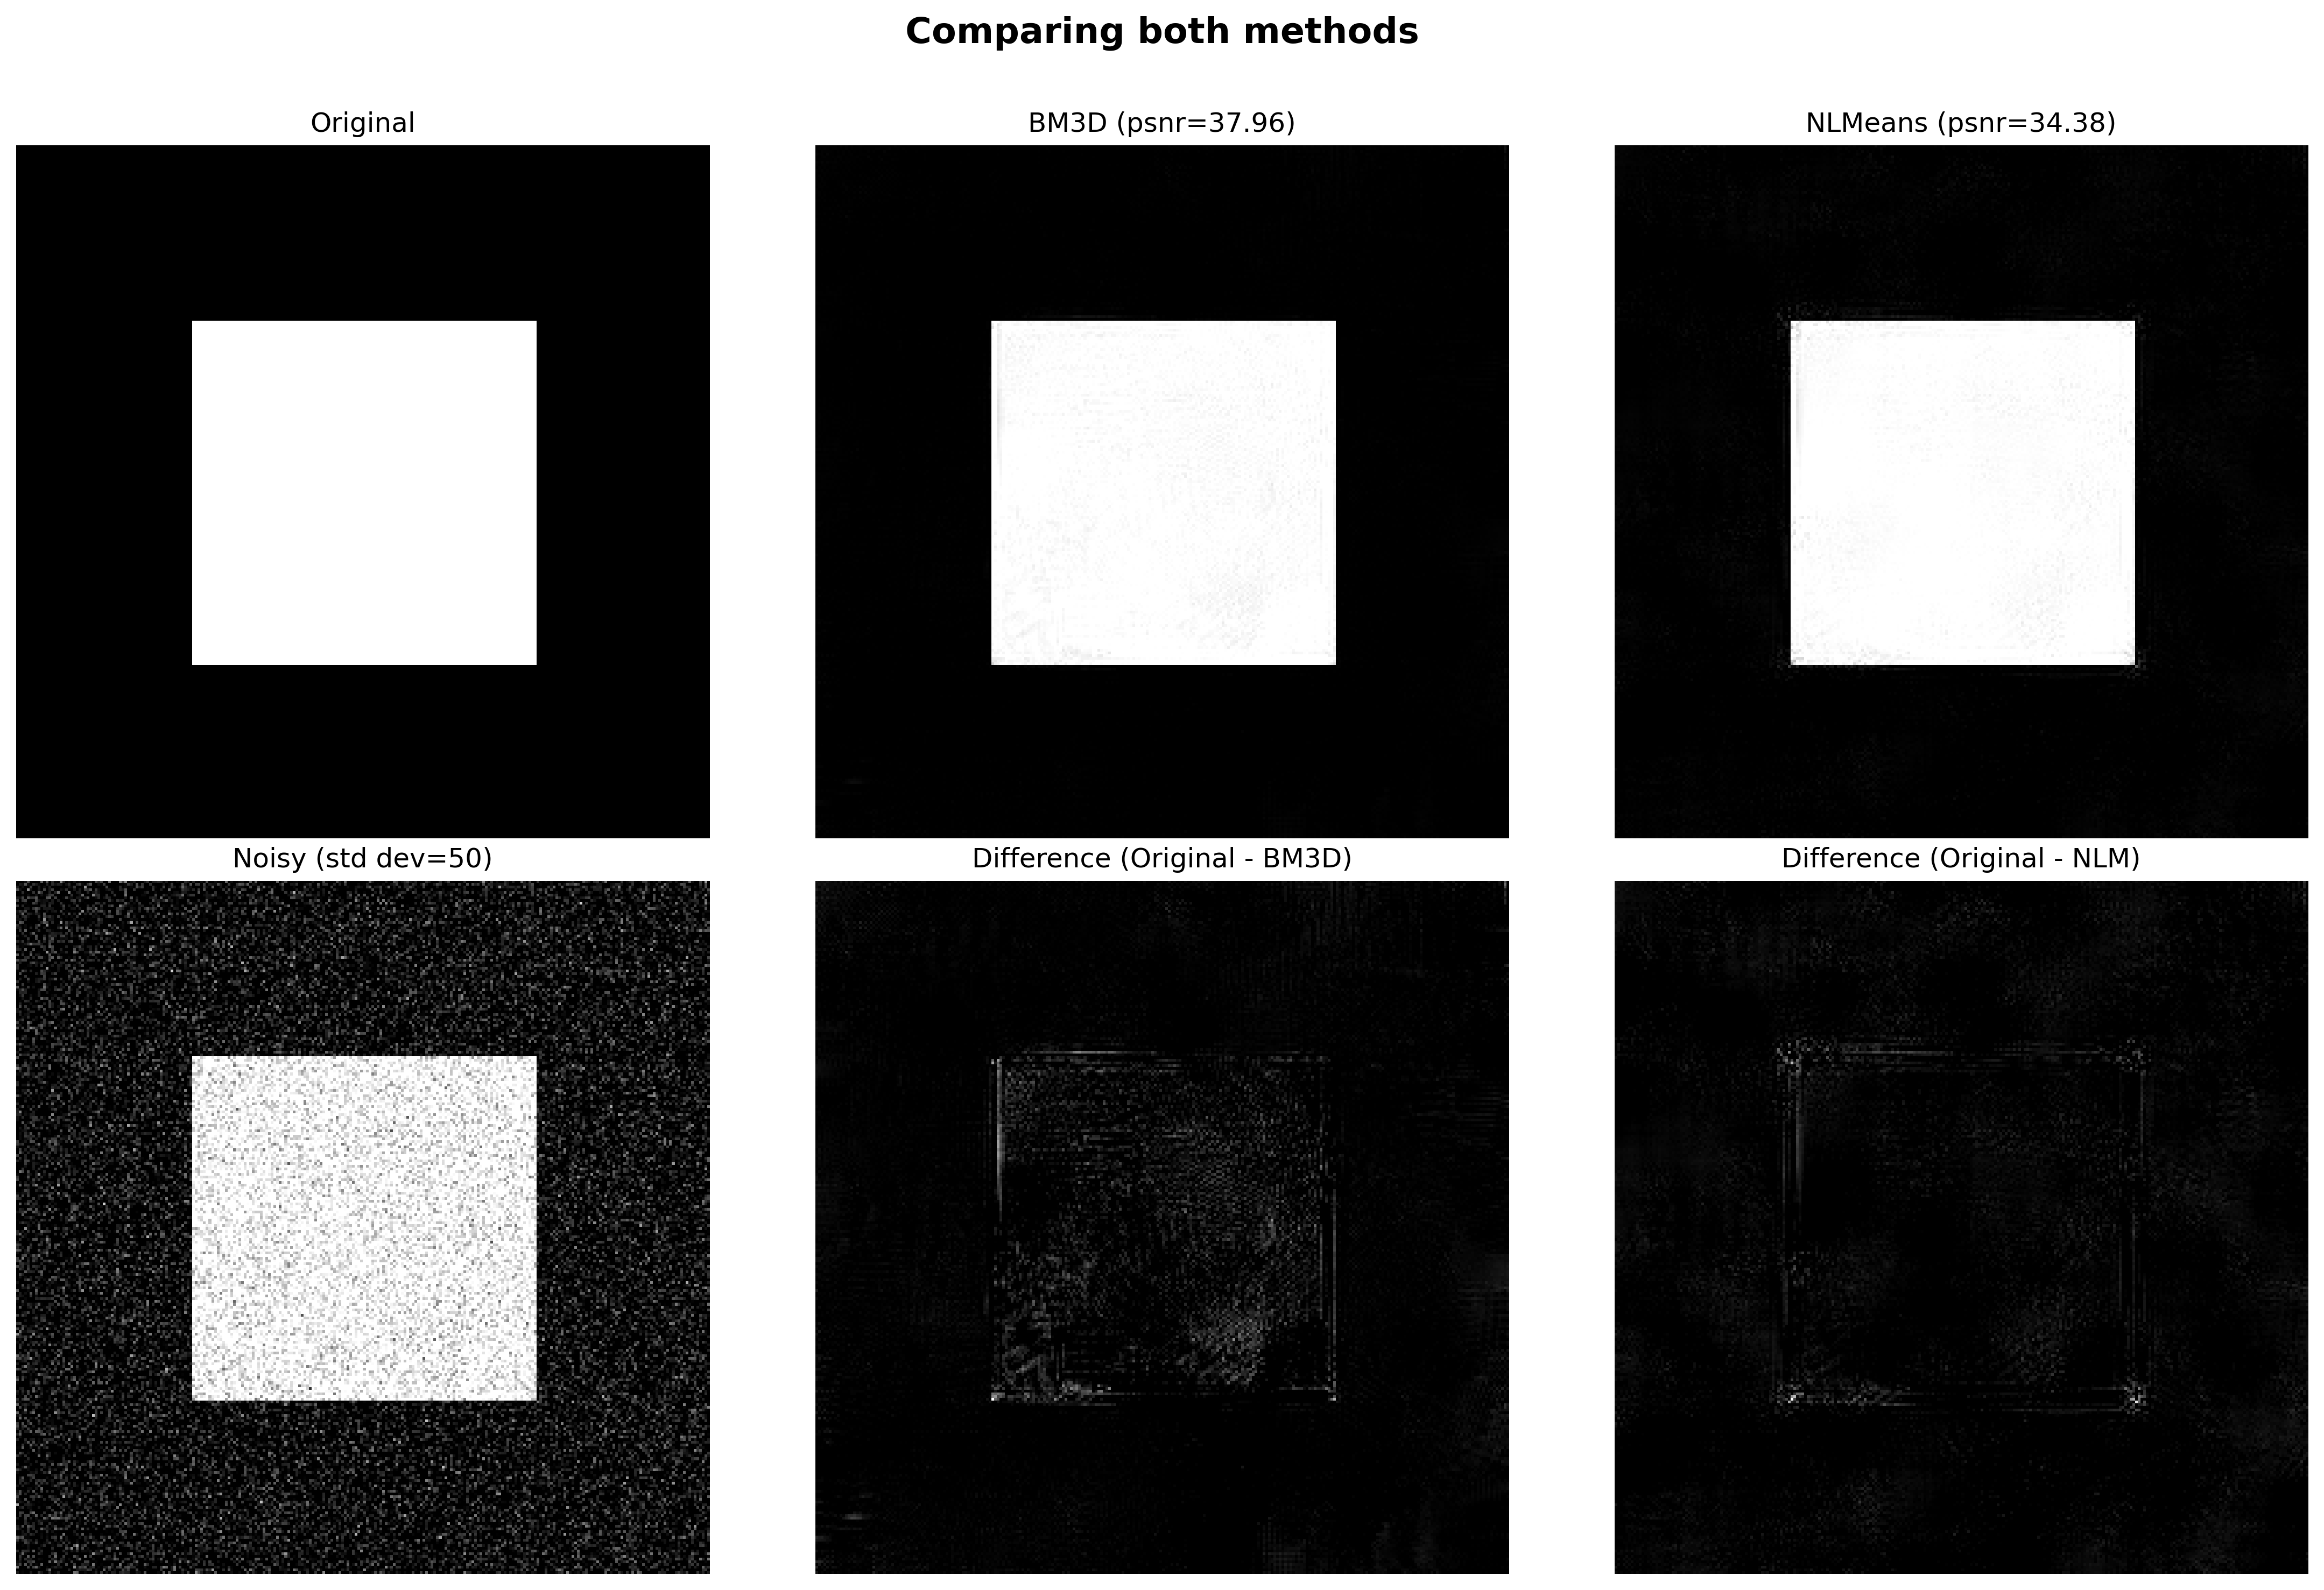 Comparing both methods
Original
BM3D (psnr=37.96)
NLMeans (psnr=34.38)
Noisy (std dev=50)
Difference (Original - BM3D)
Difference (Original - NLM)